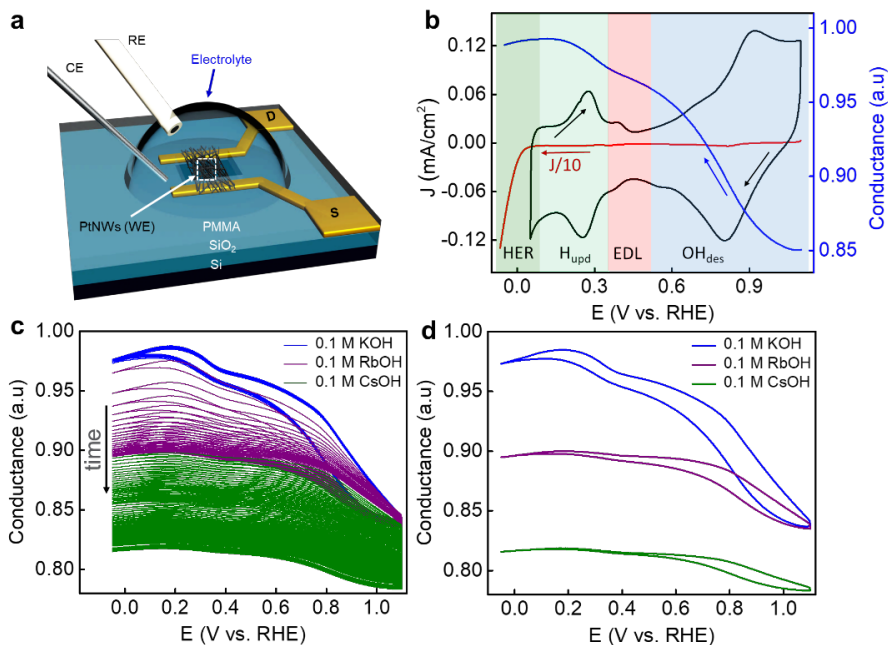 a
RE
CE
Electrolyte
D
PtNWs (WE)
S
PMMA
SiO2
Si
b
J (mA/cm2)
0.12
0.06
0.00
-0.06
-0.12
J/10
HER
Hupd
EDL
OHdes
0.0
0.3
0.6
0.9
E (V vs. RHE)
1.00
0.95
0.90
0.85
Conductance (a.u)
c
Conductance (a.u)
1.00
0.95
0.90
0.85
0.80
0.1 M KOH
0.1 M RbOH
0.1 M CsOH
time
0.0
0.2
0.4
0.6
0.8
1.0
E (V vs. RHE)
d
Conductance (a.u)
1.00
0.95
0.90
0.85
0.80
0.1 M KOH
0.1 M RbOH
0.1 M CsOH
0.0
0.2
0.4
0.6
0.8
1.0
E (V vs. RHE)